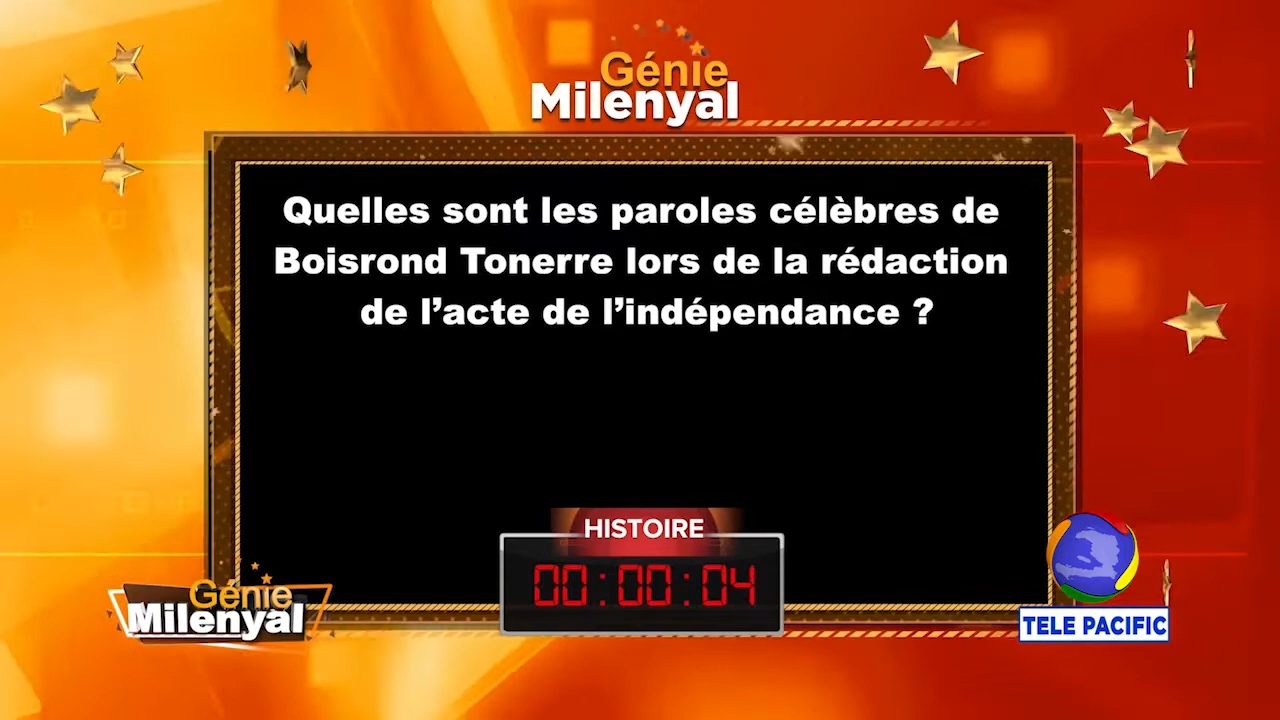 Génie
Milenyal
Quelles sont les paroles célèbres de
Boisrond Tonerre lors de la rédaction
de l’acte de l’indépendance ?
HISTOIRE
00:00:04
Génie
Milenyal
TELE PACIFIC